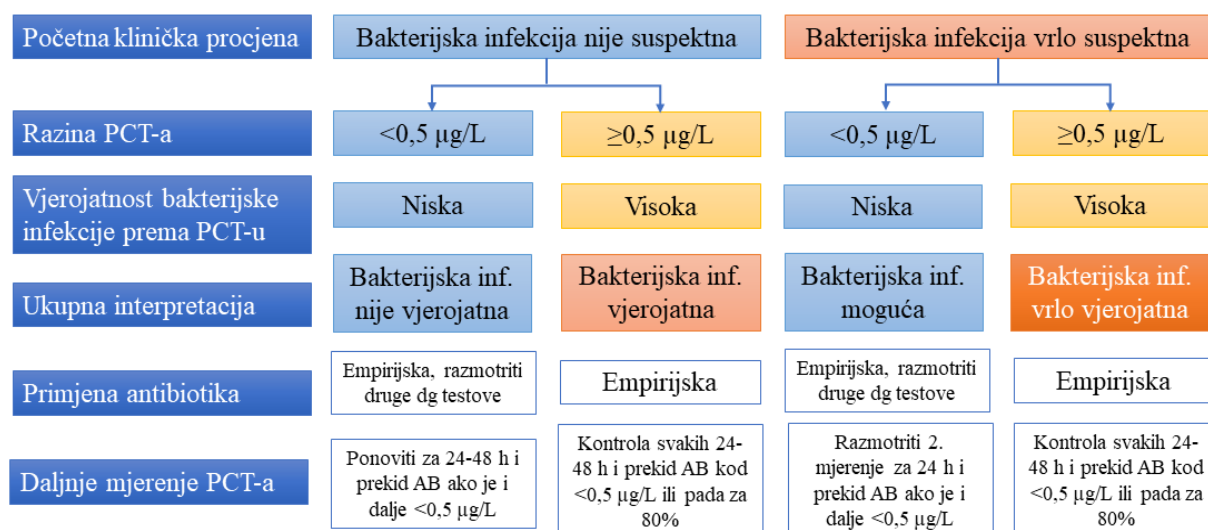 Početna klinička procjena
Bakterijska infekcija nije suspektna
Bakterijska infekcija vrlo suspektna
Razina PCT-a
<0,5 µg/L
≥0,5 µg/L
<0,5 µg/L
≥0,5 µg/L
Vjerojatnost bakterijske
infekcije prema PCT-u
Niska
Visoka
Niska
Visoka
Ukupna interpretacija
Bakterijska inf.
nije vjerojatna
Bakterijska inf.
vjerojatna
Bakterijska inf.
moguća
Bakterijska inf.
vrlo vjerojatna
Primjena antibiotika
Empirijska, razmotriti
druge dg testove
Empirijska
Empirijska, razmotriti
druge dg testove
Empirijska
Daljnje mjerenje PCT-a
Ponoviti za 24-48 h i
prekid AB ako je i
dalje <0,5 µg/L
Kontrola svakih 24-
48 h i prekid AB kod
<0,5 µg/L ili pada za
80%
Razmotriti 2.
mjerenje za 24 h i
prekid AB ako je i
dalje <0,5 µg/L
Kontrola svakih 24-
48 h i prekid AB kod
<0,5 µg/L ili pada za
80%